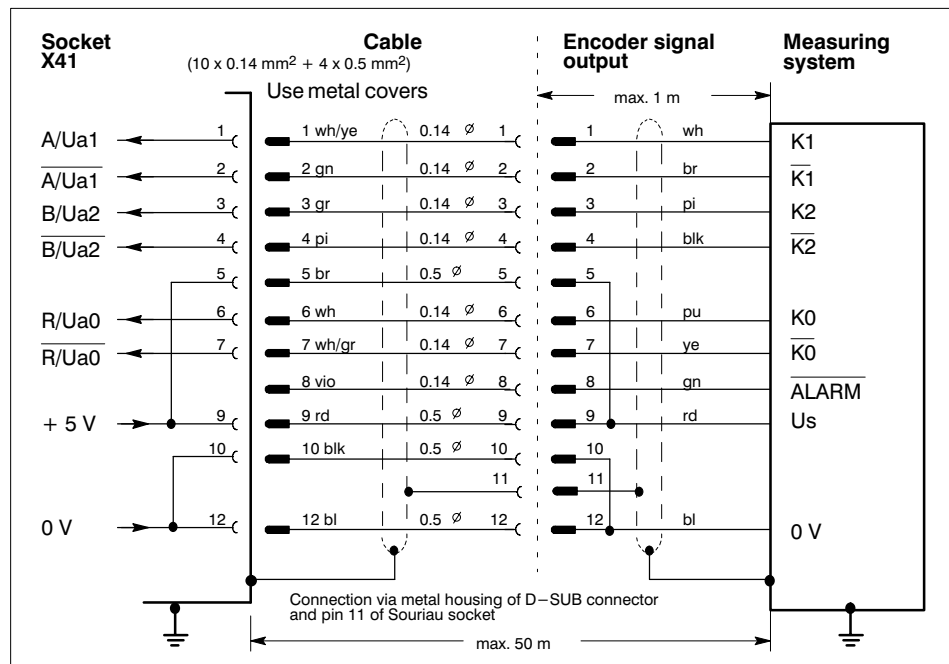 Socket X41 Cable Encoder signal output Measuring system
(10 x 0.14 mm² + 4 x 0.5 mm²)
Use metal covers
max. 1 m
A/Ua1 1 1 wh/ye 0.14 ⌀ 1 1 wh K1
A̅/̅U̅a̅1̅ 2 2 gn 0.14 ⌀ 2 2 br K̅1̅
B/Ua2 3 3 gr 0.14 ⌀ 3 3 pi K2
B̅/̅U̅a̅2̅ 4 4 pi 0.14 ⌀ 4 4 blk K̅2̅
5 5 br 0.5 ⌀ 5 5
R/Ua0 6 6 wh 0.14 ⌀ 6 6 pu K0
R̅/̅U̅a̅0̅ 7 7 wh/gr 0.14 ⌀ 7 7 ye K̅0̅
8 vio 0.14 ⌀ 8 8 gn A̅L̅A̅R̅M̅
+ 5 V 9 9 rd 0.5 ⌀ 9 9 rd Us
10 10 blk 0.5 ⌀ 10 10
11 11
0 V 12 12 bl 0.5 ⌀ 12 12 bl 0 V
Connection via metal housing of D–SUB connector
and pin 11 of Souriau socket
max. 50 m